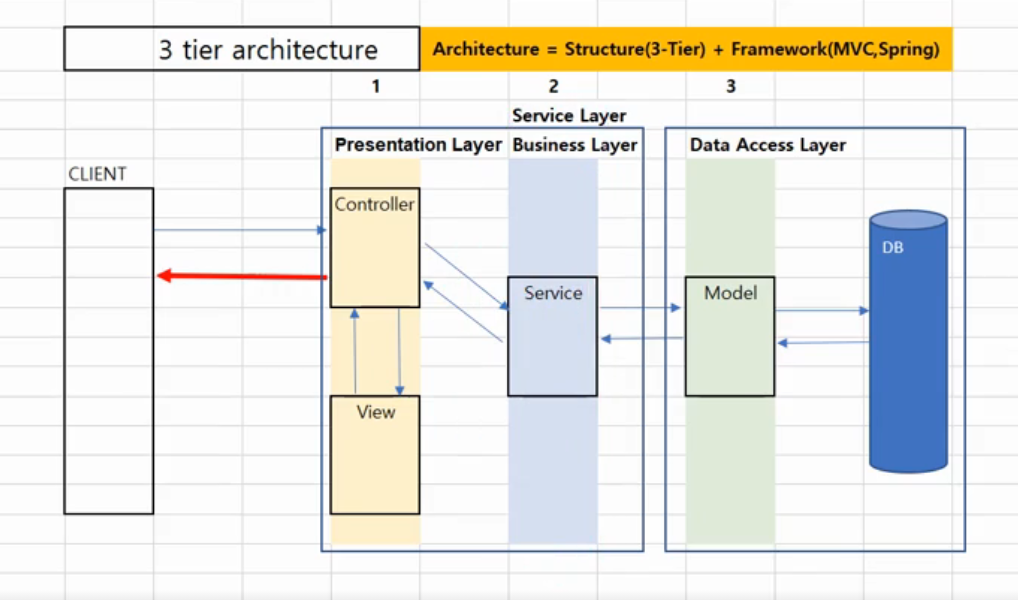 3 tier architecture
Architecture = Structure(3-Tier) + Framework(MVC,Spring)
1
2
3
Service Layer
Presentation Layer
Business Layer
Data Access Layer
CLIENT
Controller
DB
Service
Model
View